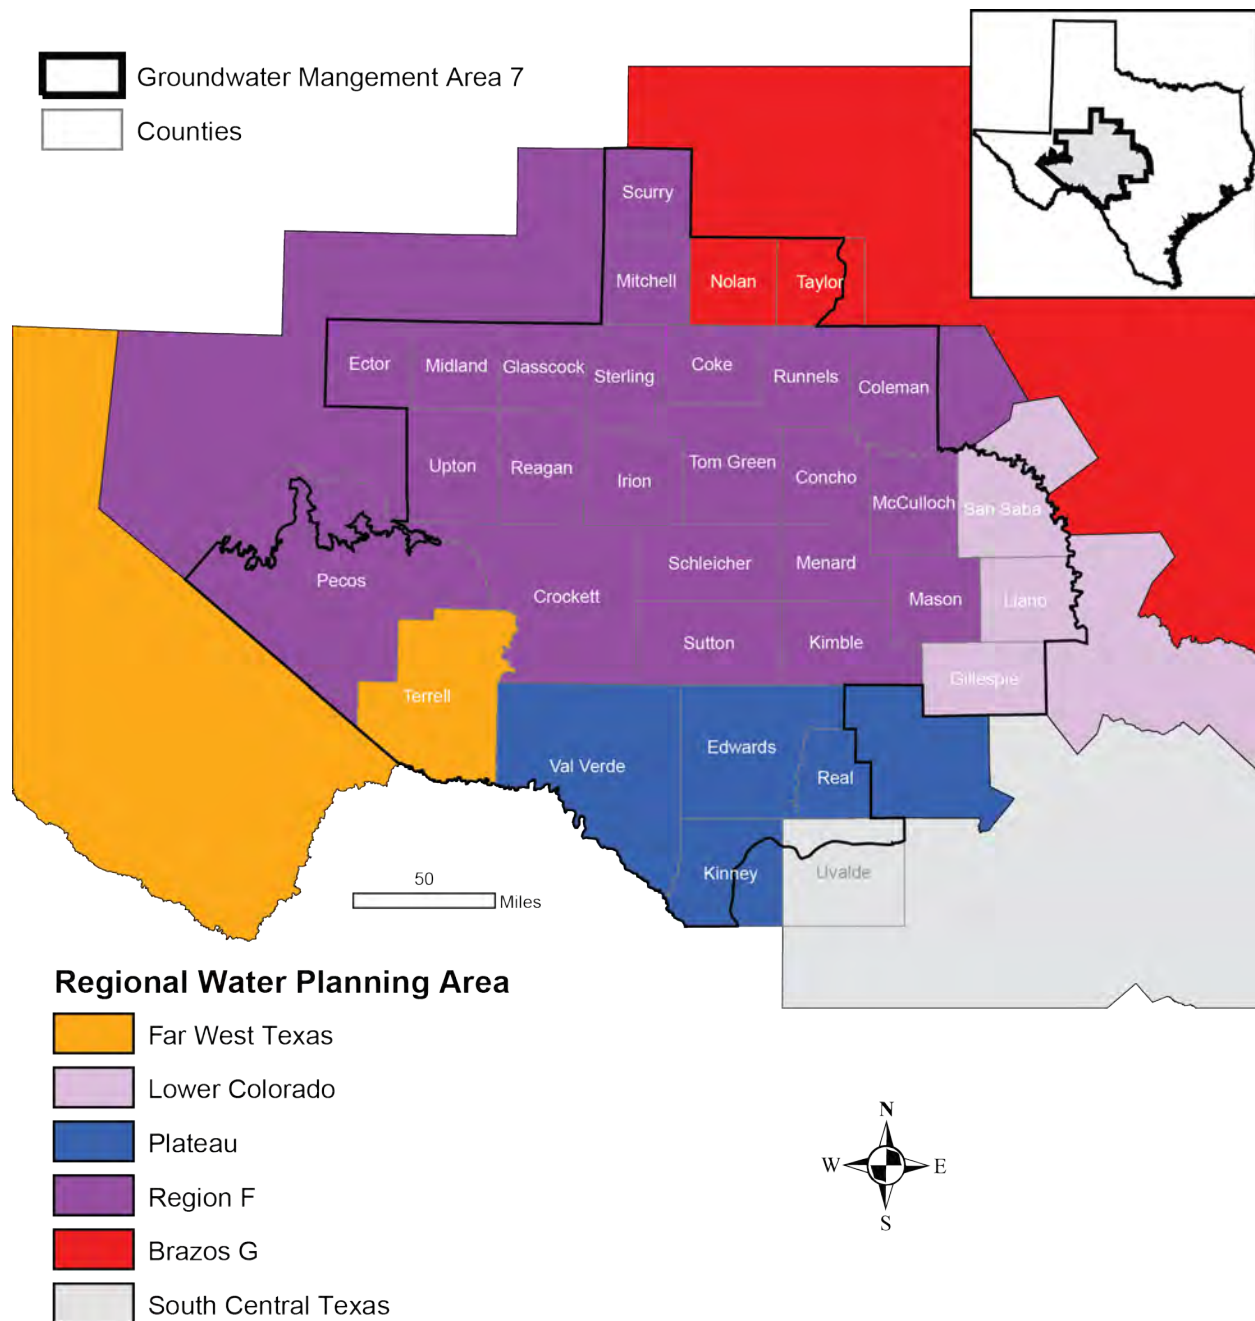 Groundwater Mangement Area 7
Counties
Scurry
Mitchell
Nolan
Taylor
Ector
Midland
Glasscock
Sterling
Coke
Runnels
Coleman
Upton
Reagan
Irion
Tom Green
Concho
McCulloch
San Saba
Pecos
Crockett
Schleicher
Menard
Mason
Llano
Sutton
Kimble
Gillespie
Terrell
Val Verde
Edwards
Real
Kinney
Uvalde
50
Miles
Regional Water Planning Area
Far West Texas
Lower Colorado
Plateau
Region F
Brazos G
South Central Texas
N
W
E
S